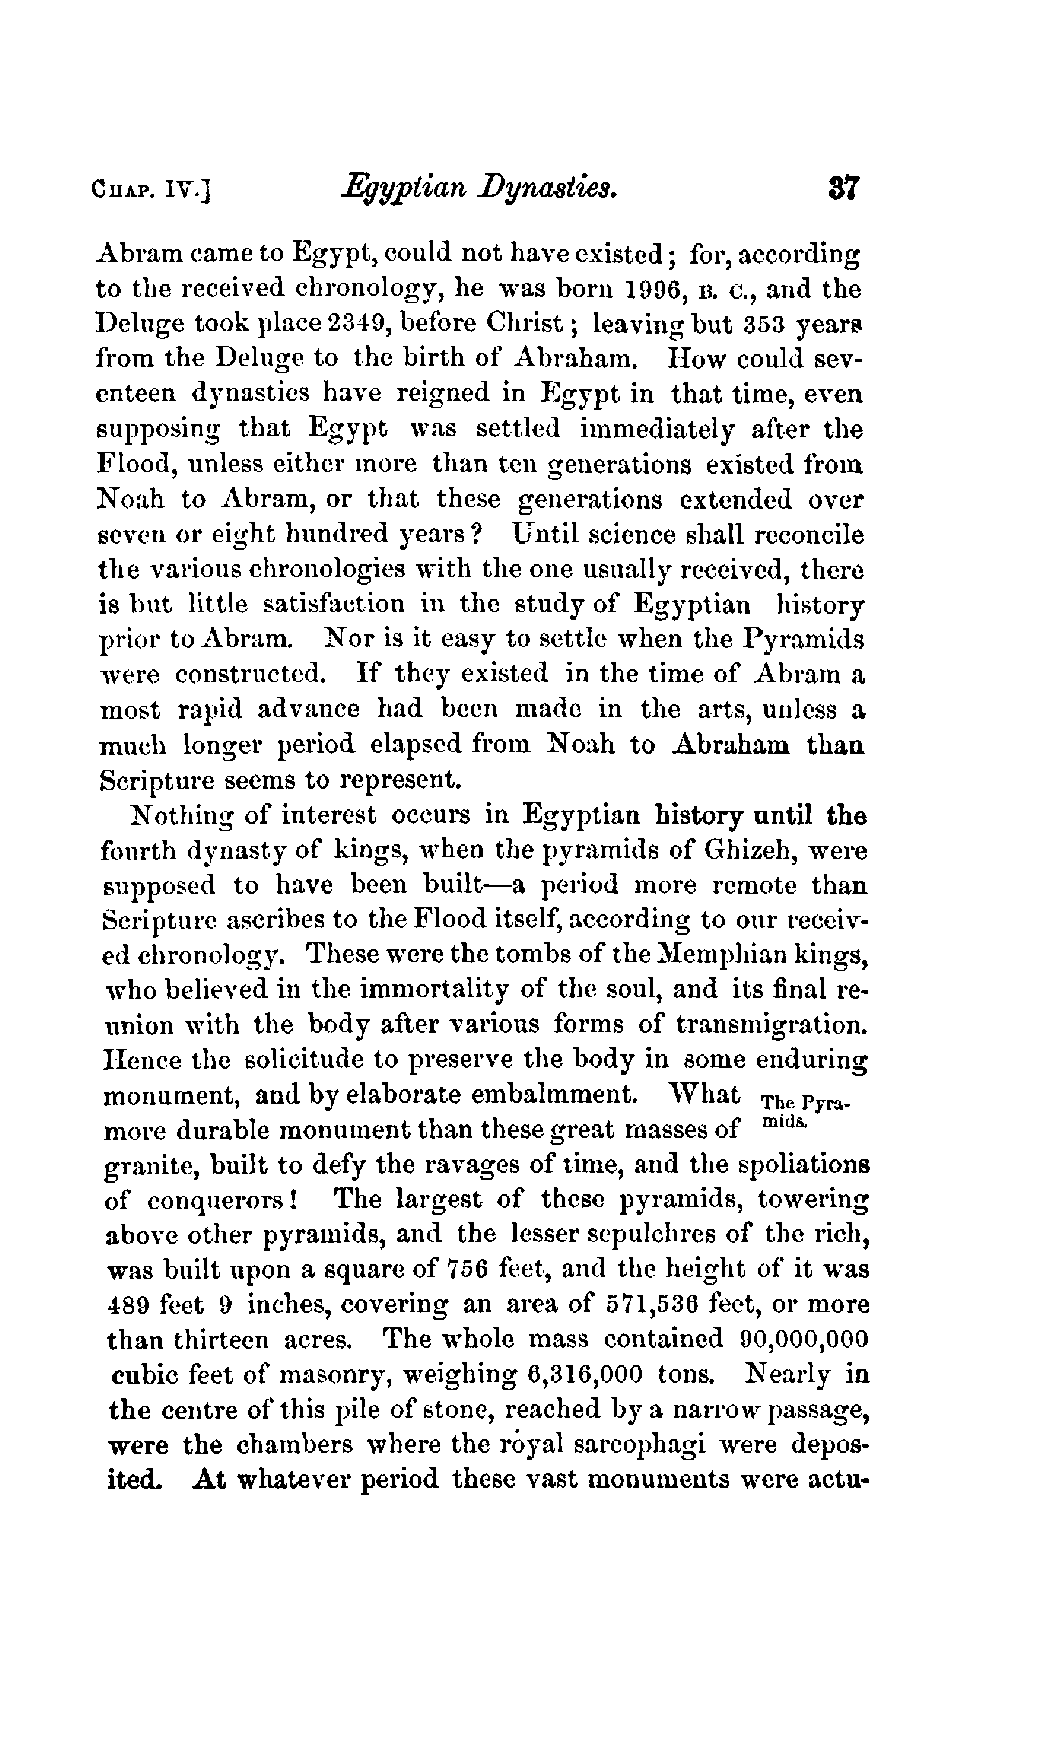 CHAP. IV.] Egyptian Dynasties. 37
Abram came to Egypt, could not have existed; for, according
to the received chronology, he was born 1996, B. C., and the
Deluge took place 2349, before Christ; leaving but 353 years
from the Deluge to the birth of Abraham. How could sev-
enteen dynasties have reigned in Egypt in that time, even
supposing that Egypt was settled immediately after the
Flood, unless either more than ten generations existed from
Noah to Abram, or that these generations extended over
seven or eight hundred years? Until science shall reconcile
the various chronologies with the one usually received, there
is but little satisfaction in the study of Egyptian history
prior to Abram. Nor is it easy to settle when the Pyramids
were constructed. If they existed in the time of Abram a
most rapid advance had been made in the arts, unless a
much longer period elapsed from Noah to Abraham than
Scripture seems to represent.
Nothing of interest occurs in Egyptian history until the
fourth dynasty of kings, when the pyramids of Ghizeh, were
supposed to have been built—a period more remote than
Scripture ascribes to the Flood itself, according to our receiv-
ed chronology. These were the tombs of the Memphian kings,
who believed in the immortality of the soul, and its final re-
union with the body after various forms of transmigration.
Hence the solicitude to preserve the body in some enduring
monument, and by elaborate embalmment. What The Pyra-
more durable monument than these great masses of mids.
granite, built to defy the ravages of time, and the spoliations
of conquerors! The largest of these pyramids, towering
above other pyramids, and the lesser sepulchres of the rich,
was built upon a square of 756 feet, and the height of it was
489 feet 9 inches, covering an area of 571,536 feet, or more
than thirteen acres. The whole mass contained 90,000,000
cubic feet of masonry, weighing 6,316,000 tons. Nearly in
the centre of this pile of stone, reached by a narrow passage,
were the chambers where the royal sarcophagi were depos-
ited. At whatever period these vast monuments were actu-